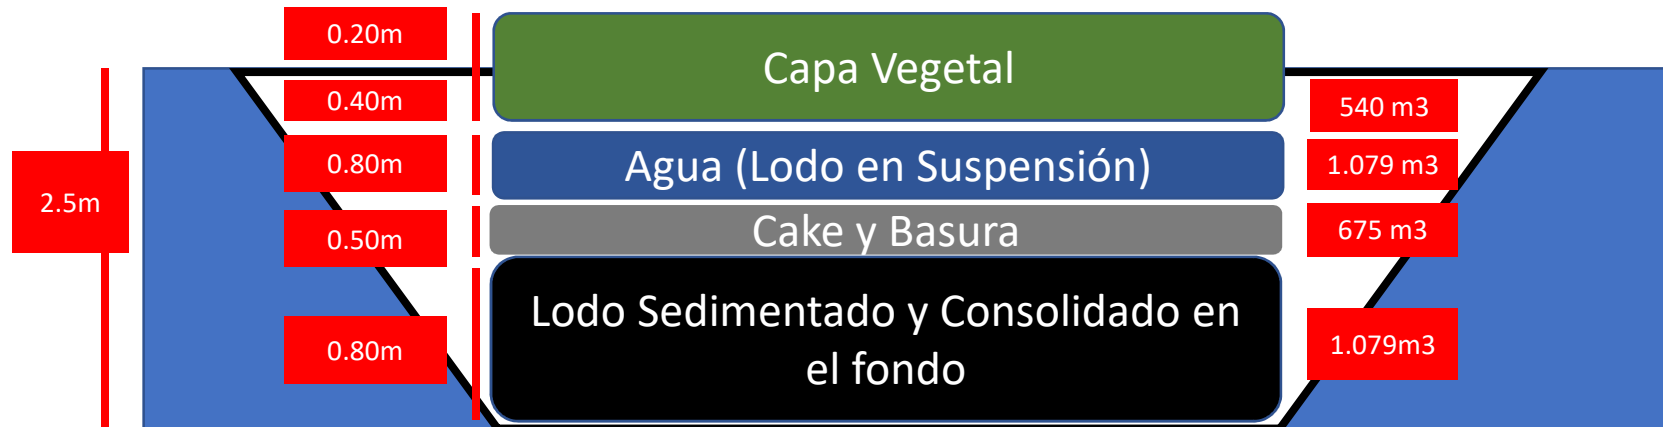 0.20m
Capa Vegetal
0.40m
540 m3
0.80m
Agua (Lodo en Suspensión)
1.079 m3
2.5m
0.50m
Cake y Basura
675 m3
Lodo Sedimentado y Consolidado en
el fondo
0.80m
1.079m3